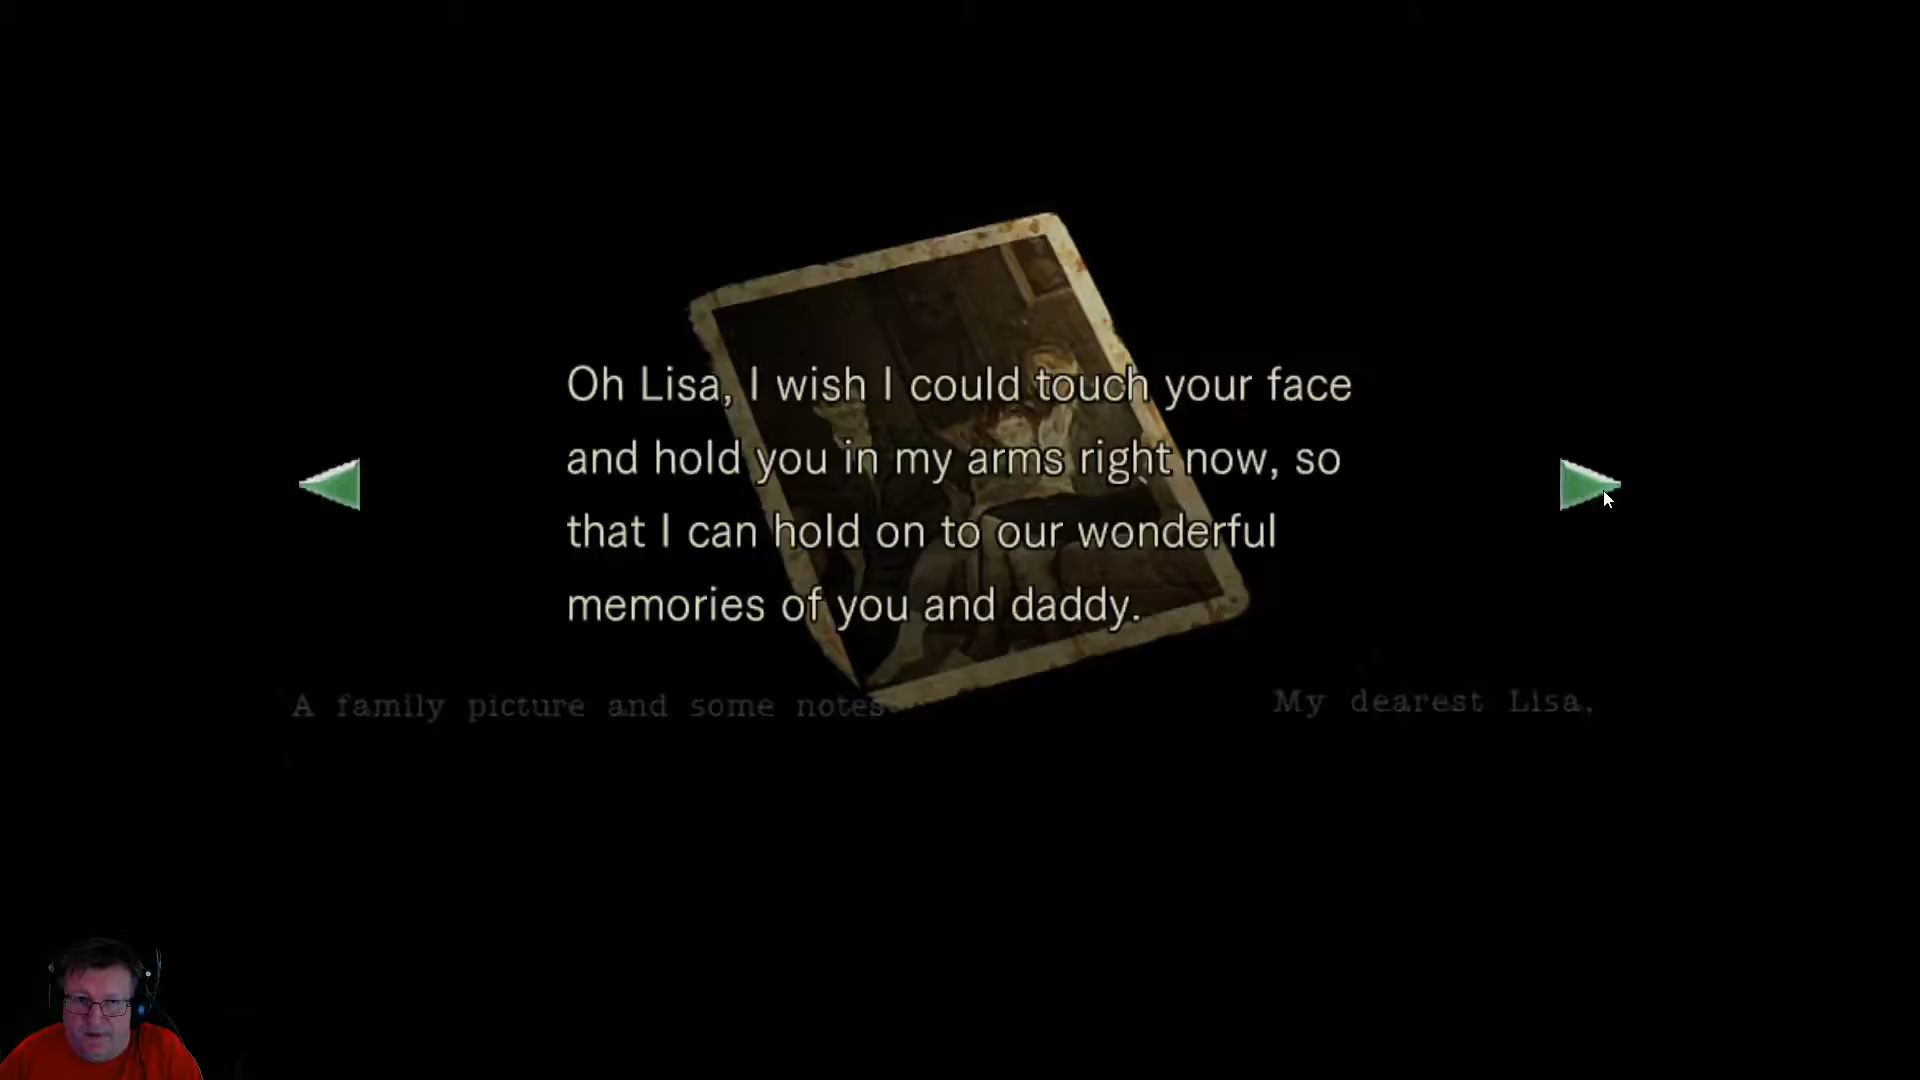 Oh Lisa, I wish I could touch your face
and hold you in my arms right now, so
that I can hold on to our wonderful
memories of you and daddy.
A family picture and some notes
My dearest Lisa,